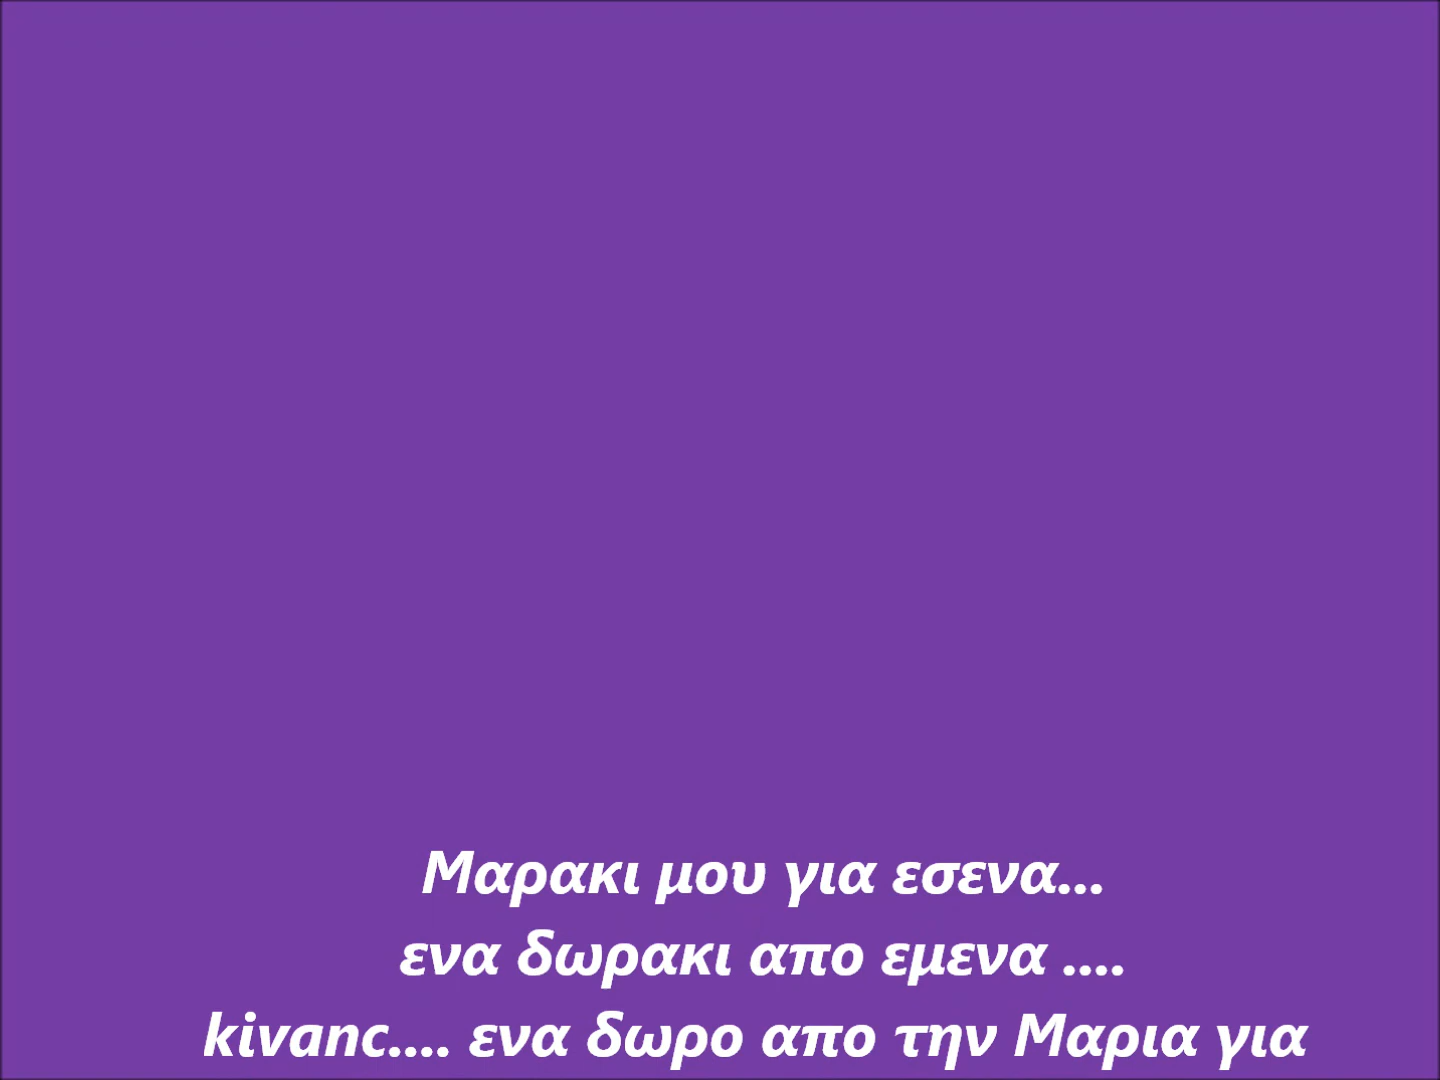 Μαρακι μου για εσενα...
ενα δωρακι απο εμενα ....
kivanc.... ενα δωρο απο την Μαρια για